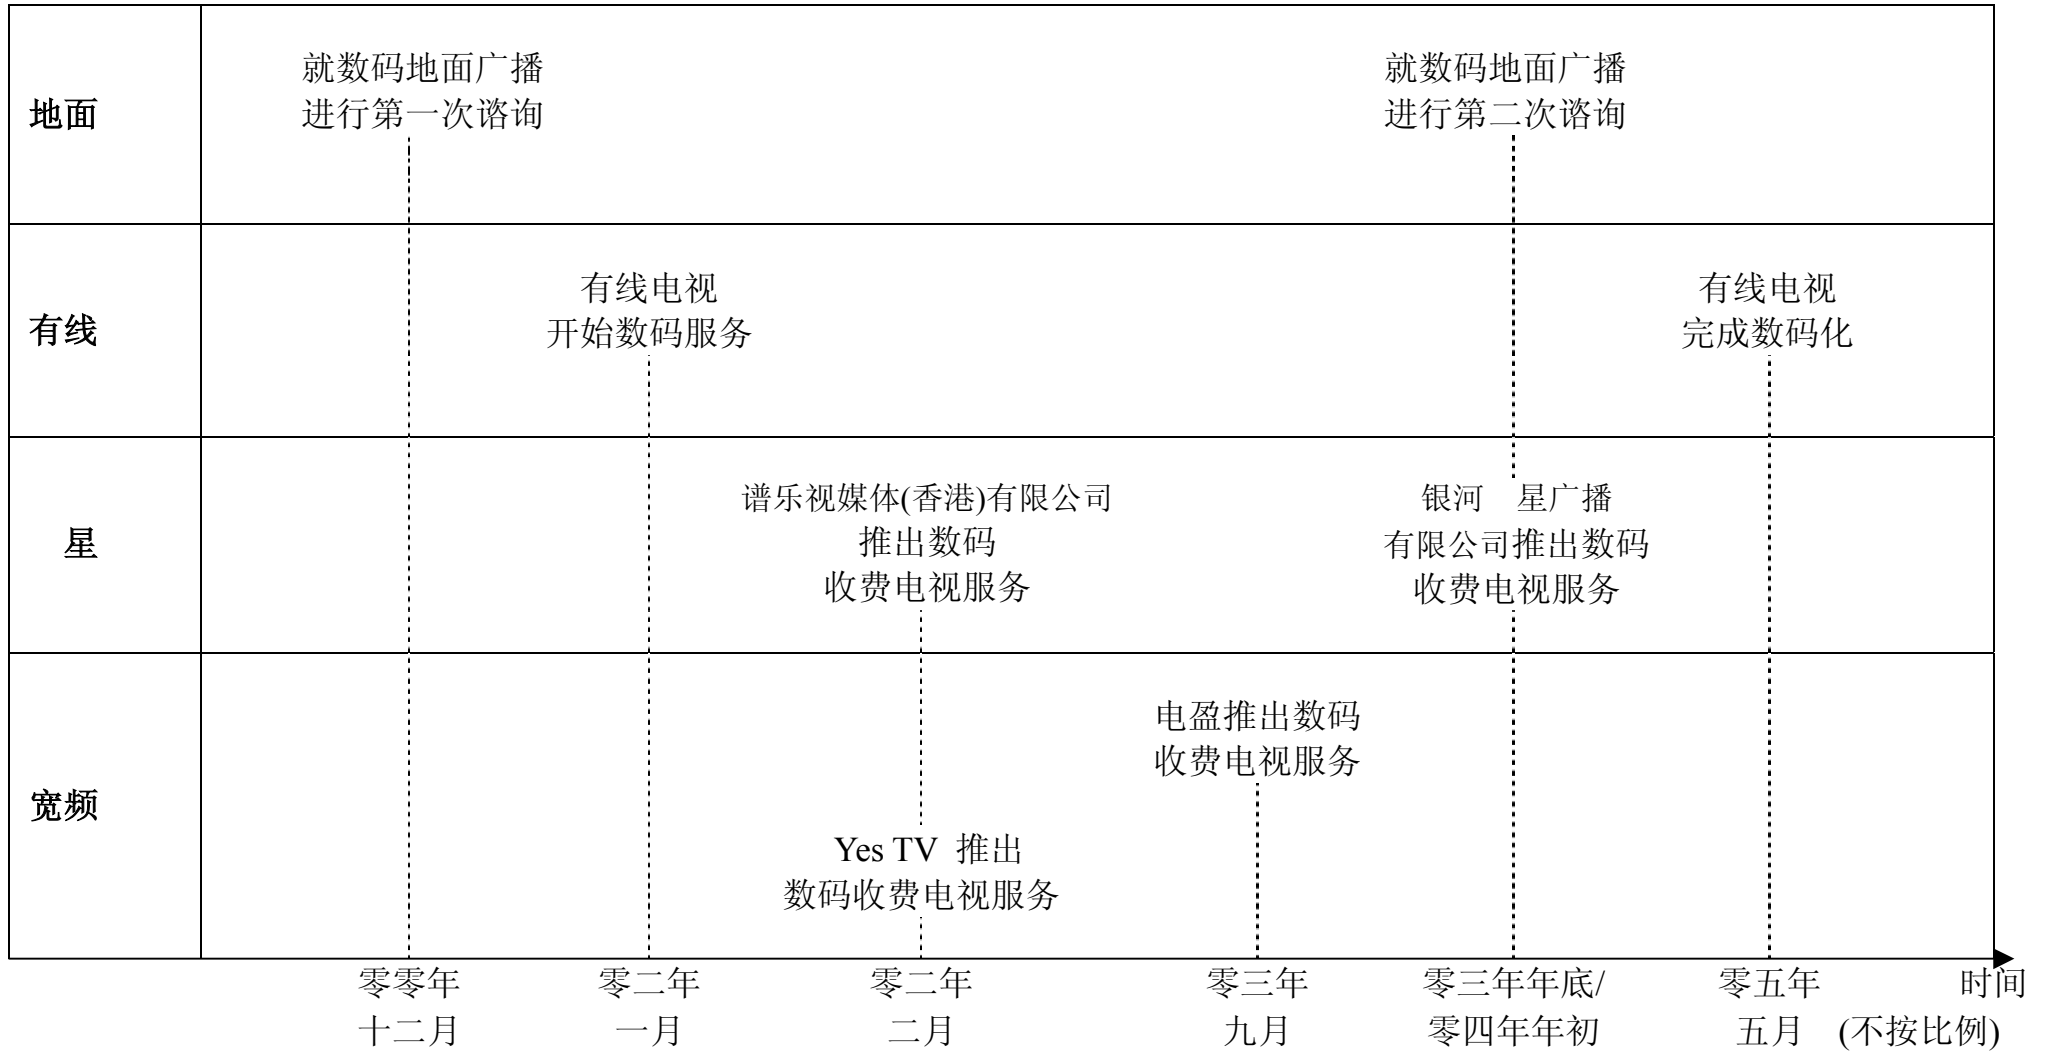 地面
就数码地面广播
进行第一次谘询
就数码地面广播
进行第二次谘询
有线
有线电视
开始数码服务
有线电视
完成数码化
星
谱乐视媒体(香港)有限公司
推出数码
收费电视服务
银河 星广播
有限公司推出数码
收费电视服务
宽频
电盈推出数码
收费电视服务
Yes TV 推出
数码收费电视服务
零零年
十二月
零二年
一月
零二年
二月
零三年
九月
零三年年底/
零四年年初
零五年
五月
时间
(不按比例)